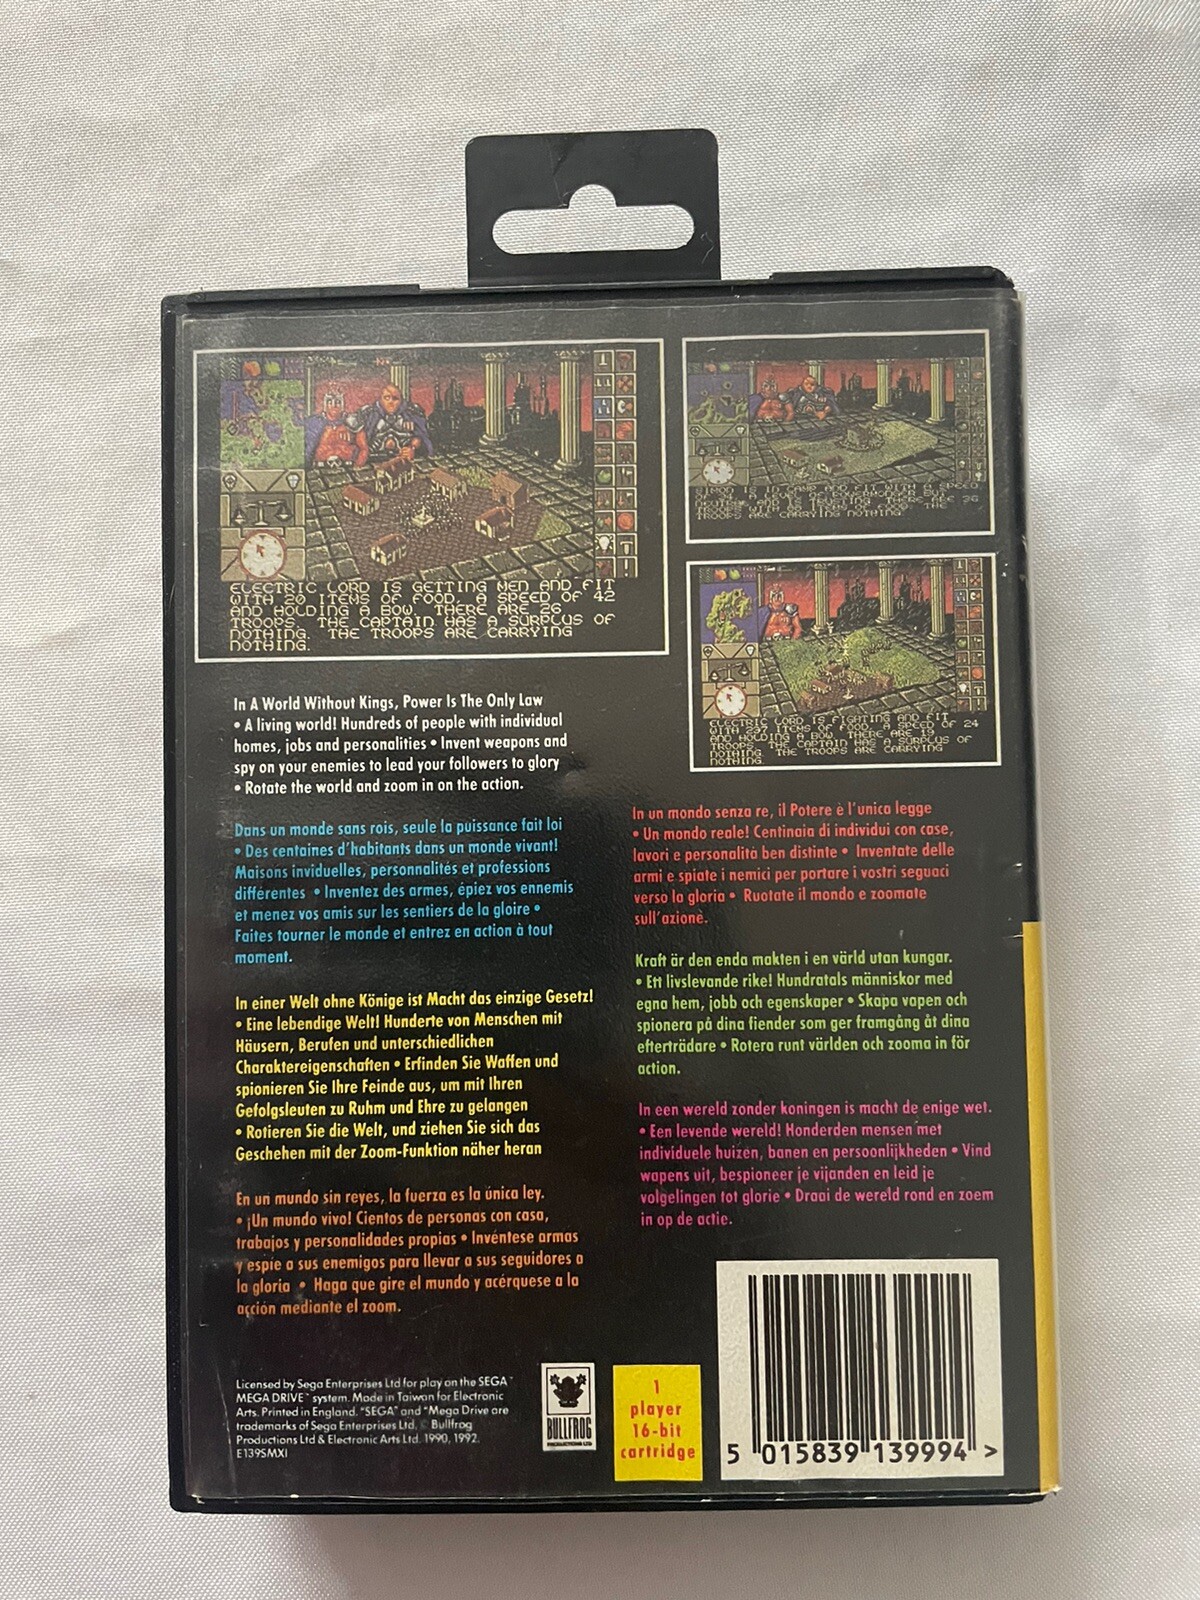 ELECTRIC LORD IS GETTING MEN AND FIT
WITH 20 ITEMS OF FOOD. A SPEED OF 42
AND HOLDING A BOW. THERE ARE 26
TROOPS. THE CAPTAIN HAS A SURPLUS OF
NOTHING. THE TROOPS ARE CARRYING
NOTHING.
TROOPS ARE CARRYING NOTHING.
ELECTRIC LORD IS FIGHTING AND FIT
WITH 237 ITEMS OF FOOD. A SPEED OF 24
AND HOLDING A BOW. THERE ARE 19
TROOPS. THE CAPTAIN HAS A SURPLUS OF
NOTHING. THE TROOPS ARE CARRYING
NOTHING.
In A World Without Kings, Power Is The Only Law
• A living world! Hundreds of people with individual
homes, jobs and personalities • Invent weapons and
spy on your enemies to lead your followers to glory
• Rotate the world and zoom in on the action.
Dans un monde sans rois, seule la puissance fait loi
• Des centaines d'habitants dans un monde vivant!
Maisons inviduelles, personnalités et professions
différentes • Inventez des armes, épiez vos ennemis
et menez vos amis sur les sentiers de la gloire •
Faites tourner le monde et entrez en action à tout
moment.
In einer Welt ohne Könige ist Macht das einzige Gesetz!
• Eine lebendige Welt! Hunderte von Menschen mit
Häusern, Berufen und unterschiedlichen
Charaktereigenschaften • Erfinden Sie Waffen und
spionieren Sie Ihre Feinde aus, um mit Ihren
Gefolgsleuten zu Ruhm und Ehre zu gelangen
• Rotieren Sie die Welt, und ziehen Sie sich das
Geschehen mit der Zoom-Funktion näher heran
En un mundo sin reyes, la fuerza es la única ley.
• ¡Un mundo vivo! Cientos de personas con casa,
trabajos y personalidades propias • Invéntese armas
y espie a sus enemigos para llevar a sus seguidores a
la gloria • Haga que gire el mundo y acérquese a la
acción mediante el zoom.
In un mondo senza re, il Potere è l'unica legge
• Un mondo reale! Centinaia di individui con case,
lavori e personalità ben distinte • Inventate delle
armi e spiate i nemici per portare i vostri seguaci
verso la gloria • Ruotate il mondo e zoomate
sull'azionè.
Kraft är den enda makten i en värld utan kungar.
• Ett livslevande rike! Hundratals människor med
egna hem, jobb och egenskaper • Skapa vapen och
spionera på dina fiender som ger framgång åt dina
efterträdare • Rotera runt världen och zooma in för
action.
In een wereld zonder koningen is macht de enige wet.
• Een levende wereld! Honderden mensen met
individuele huizen, banen en persoonlijkheden • Vind
wapens uit, bespioneer je vijanden en leid je
volgelingen tot glorie • Draai de wereld rond en zoem
in op de actie.
Licensed by Sega Enterprises Ltd for play on the SEGA™
MEGA DRIVE™ system. Made in Taiwan for Electronic
Arts. Printed in England. "SEGA" and "Mega Drive are
trademarks of Sega Enterprises Ltd. © Bullfrog
Productions Ltd & Electronic Arts Ltd. 1990, 1992.
E139SMXI
BULLFROG
PRODUCTIONS LTD
1
player
16-bit
cartridge
5 015839 139994 >